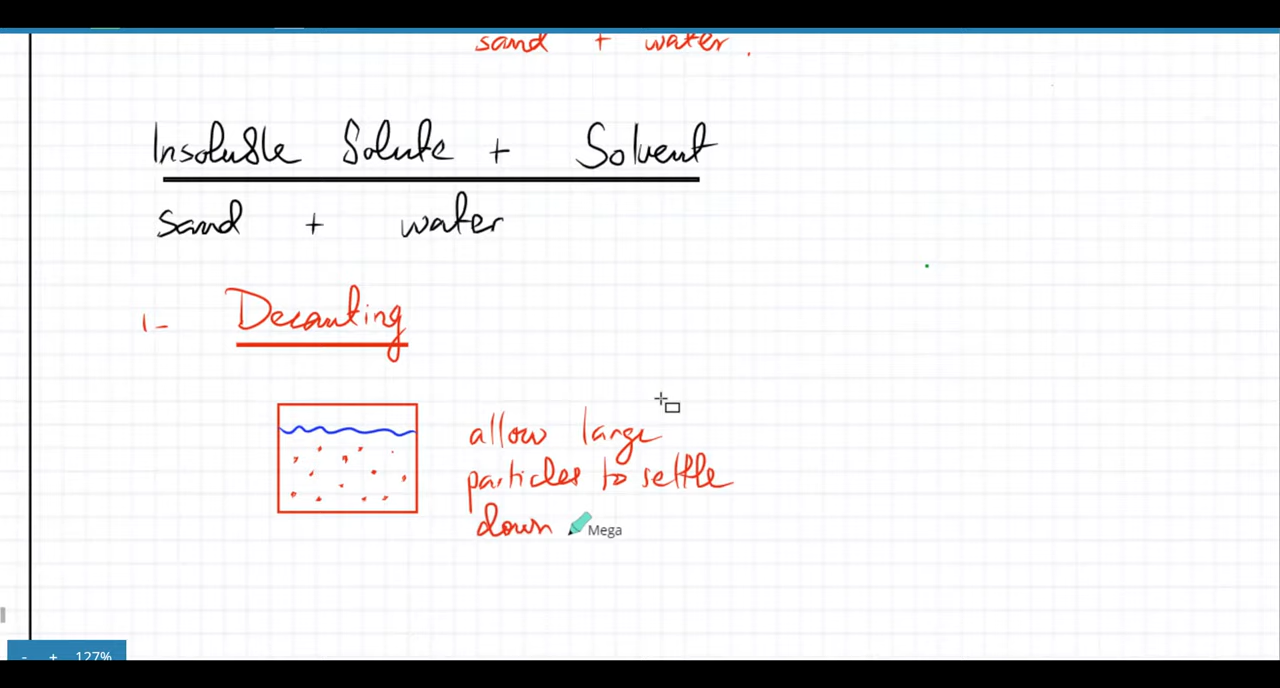 sand + water.
Insoluble Solute + Solvent
sand + water
1- Decanting
allow large
particles to settle
down
Mega
- + 127%